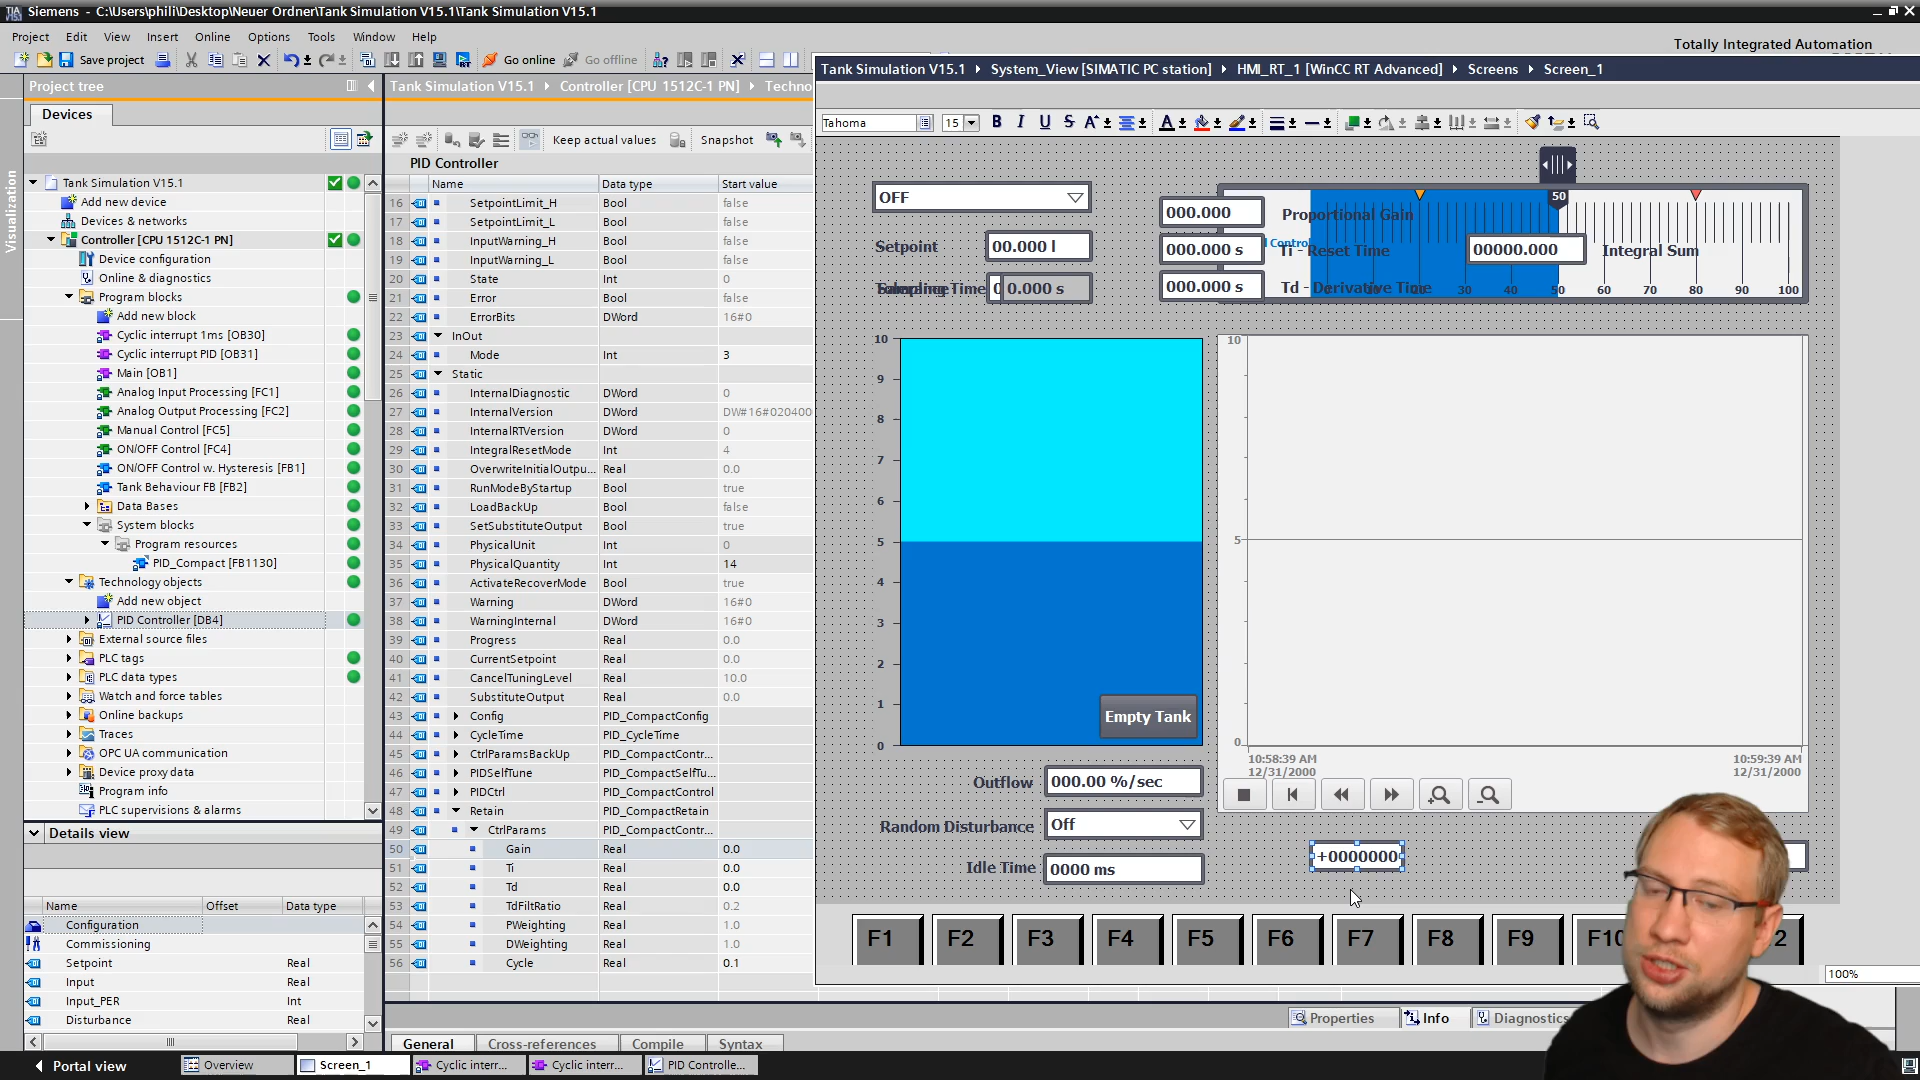 Siemens - C:\Users\phili\Desktop\Neuer Ordner\Tank Simulation V15.1\Tank Simulation V15.1
Project Edit View Insert Online Options Tools Window Help
Totally Integrated Automation
Save project
Go online
Go offline
Project tree
Tank Simulation V15.1 Controller [CPU 1512C-1 PN] Techno
Tank Simulation V15.1 System_View [SIMATIC PC station] HMI_RT_1 [WinCC RT Advanced] Screens Screen_1
Devices
Visualization
Keep actual values
Snapshot
Tahoma
15
B I U S
PID Controller
Name Data type Start value
Tank Simulation V15.1
Add new device
Devices & networks
Controller [CPU 1512C-1 PN]
Device configuration
Online & diagnostics
Program blocks
Add new block
Cyclic interrupt 1ms [OB30]
Cyclic interrupt PID [OB31]
Main [OB1]
Analog Input Processing [FC1]
Analog Output Processing [FC2]
Manual Control [FC5]
ON/OFF Control [FC4]
ON/OFF Control w. Hysteresis [FB1]
Tank Behaviour FB [FB2]
Data Bases
System blocks
Program resources
PID_Compact [FB1130]
Technology objects
Add new object
PID Controller [DB4]
External source files
PLC tags
PLC data types
Watch and force tables
Online backups
Traces
OPC UA communication
Device proxy data
Program info
PLC supervisions & alarms
16 SetpointLimit_H Bool false
17 SetpointLimit_L Bool false
18 InputWarning_H Bool false
19 InputWarning_L Bool false
20 State Int 0
21 Error Bool false
22 ErrorBits DWord 16#0
23 InOut
24 Mode Int 3
25 Static
26 InternalDiagnostic DWord 0
27 InternalVersion DWord DW#16#020400
28 InternalRTVersion DWord 0
29 IntegralResetMode Int 4
30 OverwriteInitialOutpu... Real 0.0
31 RunModeByStartup Bool true
32 LoadBackUp Bool false
33 SetSubstituteOutput Bool true
34 PhysicalUnit Int 0
35 PhysicalQuantity Int 14
36 ActivateRecoverMode Bool true
37 Warning DWord 16#0
38 WarningInternal DWord 16#0
39 Progress Real 0.0
40 CurrentSetpoint Real 0.0
41 CancelTuningLevel Real 10.0
42 SubstituteOutput Real 0.0
43 Config PID_CompactConfig
44 CycleTime PID_CycleTime
45 CtrlParamsBackUp PID_CompactContr...
46 PIDSelfTune PID_CompactSelfTu...
47 PIDCtrl PID_CompactControl
48 Retain PID_CompactRetain
49 CtrlParams PID_CompactContr...
50 Gain Real 0.0
51 Ti Real 0.0
52 Td Real 0.0
53 TdFiltRatio Real 0.2
54 PWeighting Real 1.0
55 DWeighting Real 1.0
56 Cycle Real 0.1
OFF
Setpoint 00.000 l
Time 0.000 s
000.000 Proportional Gain
000.000 s Ti - Reset Time
000.000 s Td - Derivative Time
00000.000 Integral Sum
50
30 40 50 60 70 80 90 100
10
9
8
7
6
5
4
3
2
1
0
Empty Tank
10
5
0
10:58:39 AM
12/31/2000
10:59:39 AM
12/31/2000
Outflow 000.00 %/sec
Random Disturbance Off
Idle Time 0000 ms
+0000000
F1 F2 F3 F4 F5 F6 F7 F8 F9 F10
100%
Details view
Name Offset Data type
Configuration
Commissioning
Setpoint Real
Input Real
Input_PER Int
Disturbance Real
Properties Info Diagnostics
General Cross-references Compile Syntax
Portal view
Overview Screen_1 Cyclic interr... Cyclic interr... PID Controlle...